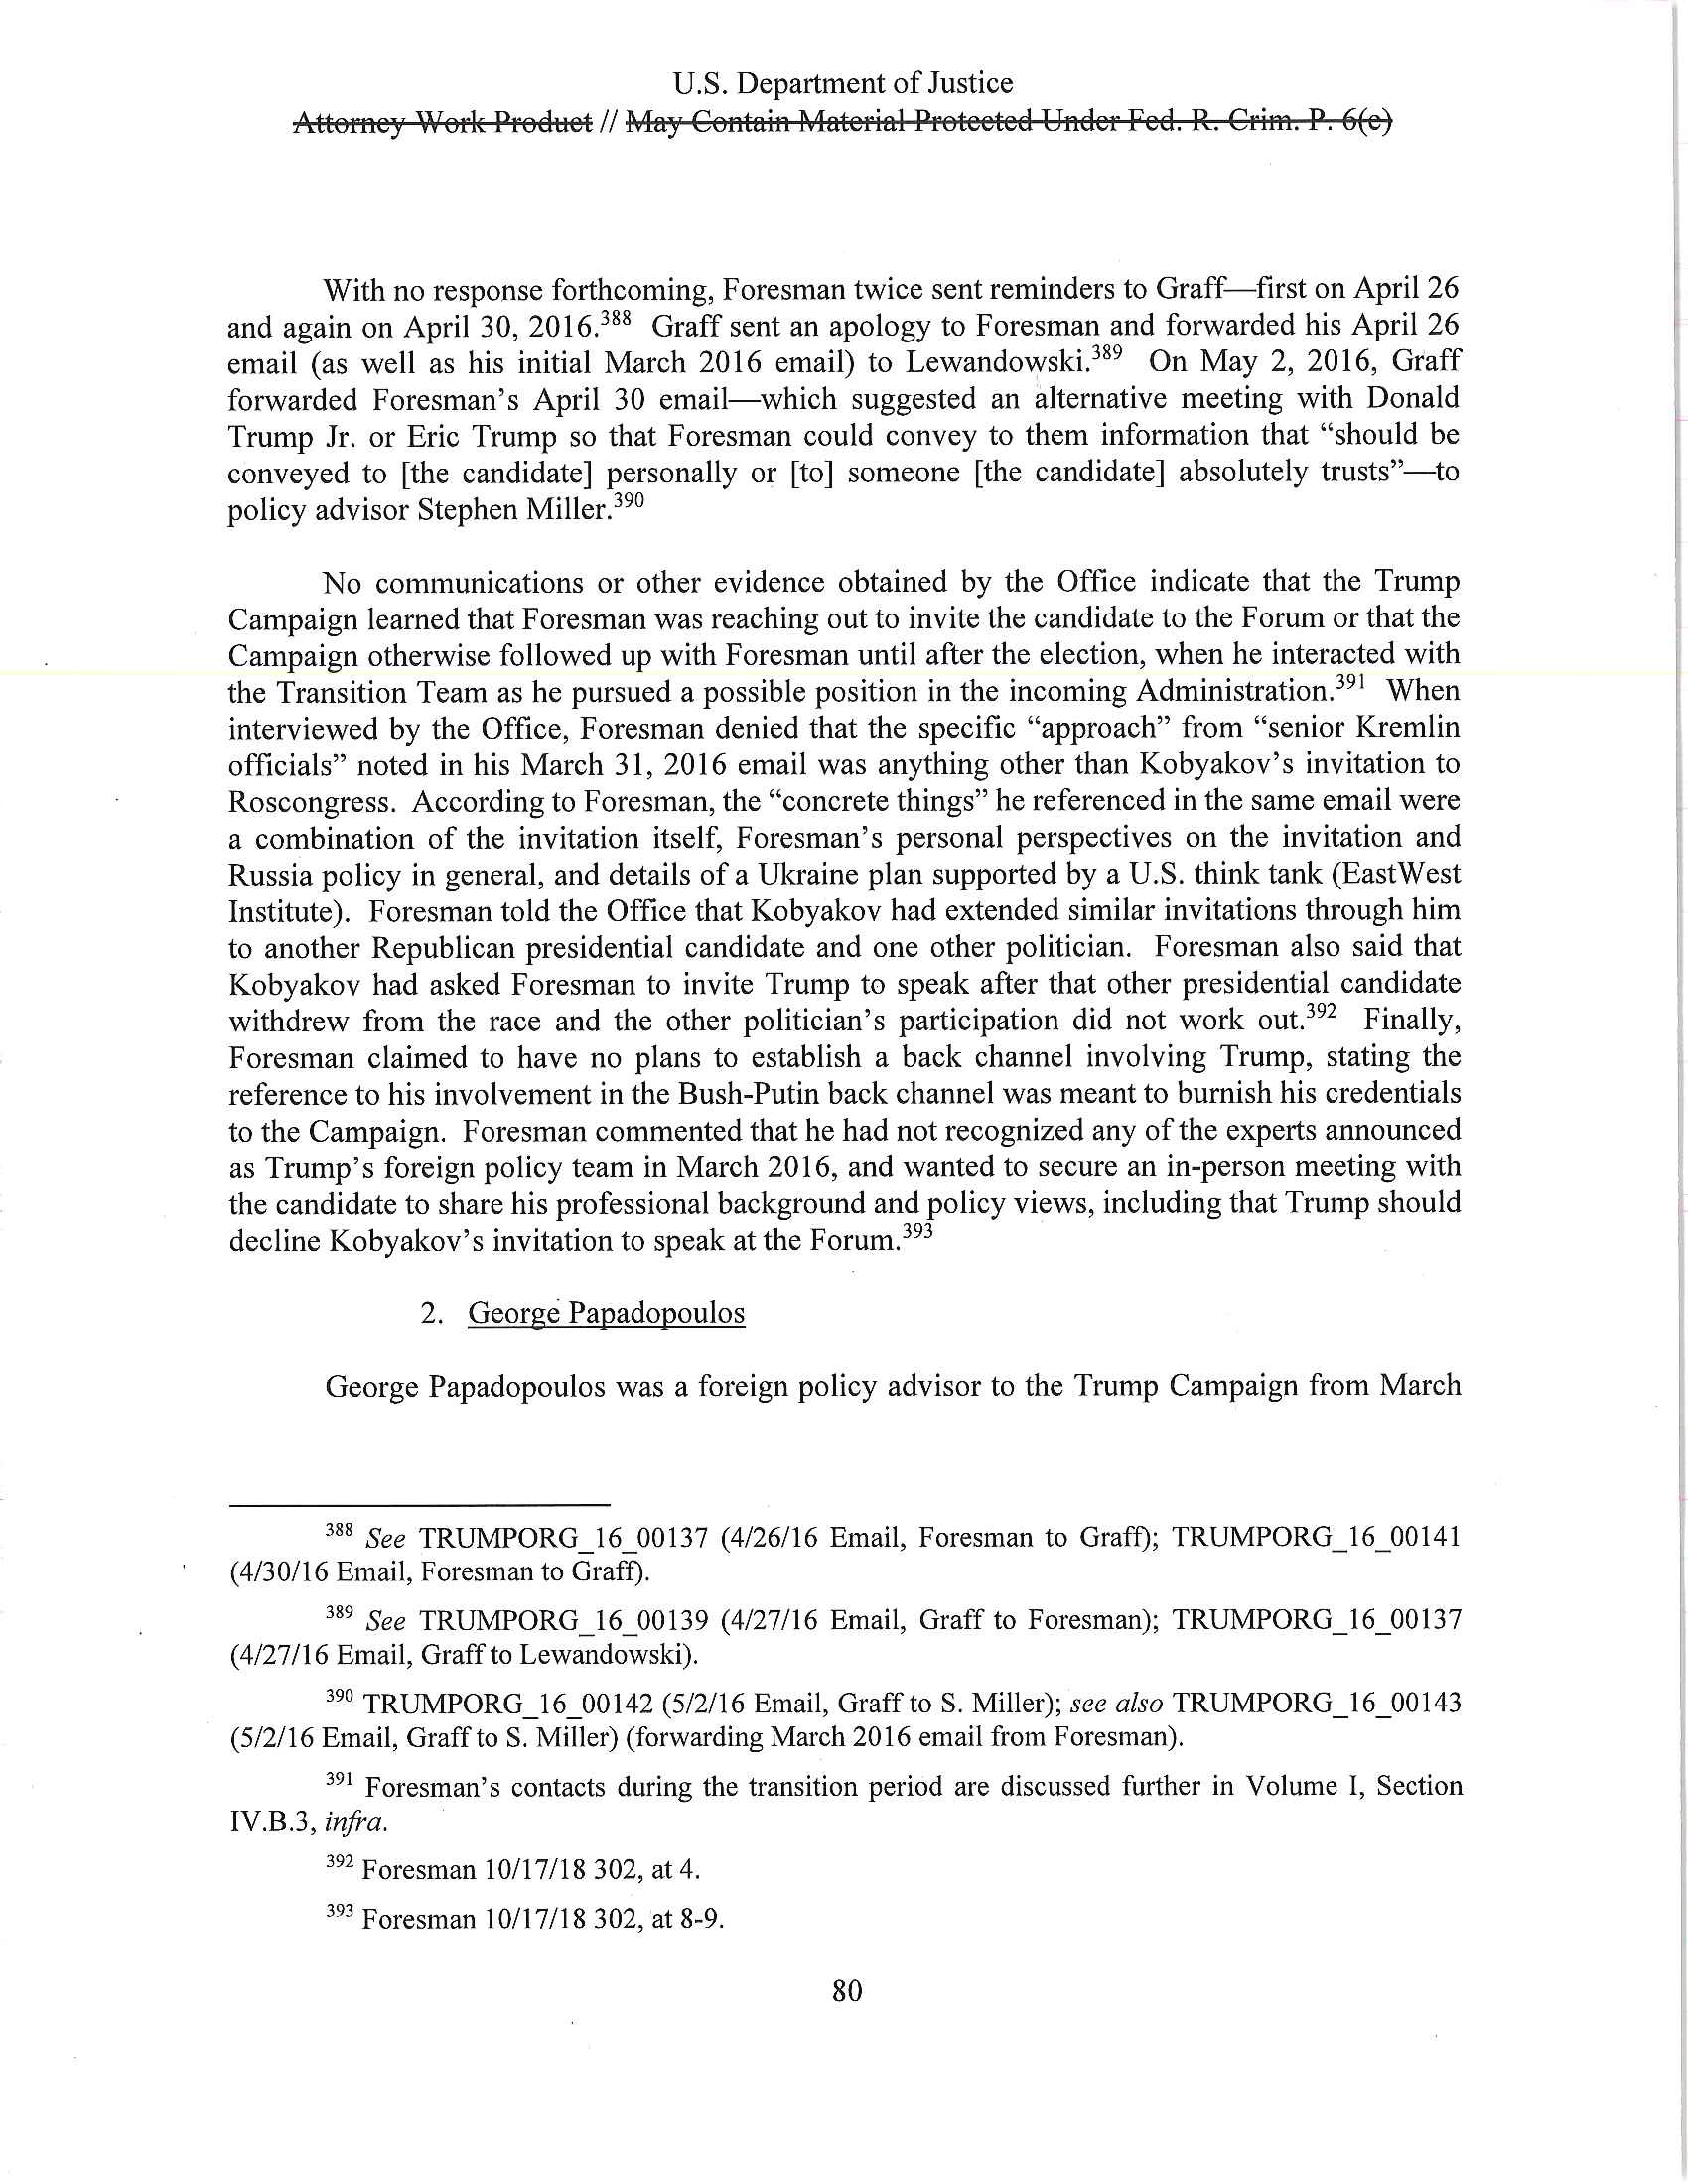 U.S. Department of Justice
Attorney Work Product // May Contain Material Protected Under Fed. R. Crim. P. 6(e)
With no response forthcoming, Foresman twice sent reminders to Graff—first on April 26
and again on April 30, 2016.388 Graff sent an apology to Foresman and forwarded his April 26
email (as well as his initial March 2016 email) to Lewandowski.389 On May 2, 2016, Graff
forwarded Foresman's April 30 email—which suggested an alternative meeting with Donald
Trump Jr. or Eric Trump so that Foresman could convey to them information that “should be
conveyed to [the candidate] personally or [to] someone [the candidate] absolutely trusts”—to
policy advisor Stephen Miller.390
No communications or other evidence obtained by the Office indicate that the Trump
Campaign learned that Foresman was reaching out to invite the candidate to the Forum or that the
Campaign otherwise followed up with Foresman until after the election, when he interacted with
the Transition Team as he pursued a possible position in the incoming Administration.391 When
interviewed by the Office, Foresman denied that the specific “approach” from “senior Kremlin
officials” noted in his March 31, 2016 email was anything other than Kobyakov's invitation to
Roscongress. According to Foresman, the “concrete things” he referenced in the same email were
a combination of the invitation itself, Foresman's personal perspectives on the invitation and
Russia policy in general, and details of a Ukraine plan supported by a U.S. think tank (EastWest
Institute). Foresman told the Office that Kobyakov had extended similar invitations through him
to another Republican presidential candidate and one other politician. Foresman also said that
Kobyakov had asked Foresman to invite Trump to speak after that other presidential candidate
withdrew from the race and the other politician's participation did not work out.392 Finally,
Foresman claimed to have no plans to establish a back channel involving Trump, stating the
reference to his involvement in the Bush-Putin back channel was meant to burnish his credentials
to the Campaign. Foresman commented that he had not recognized any of the experts announced
as Trump's foreign policy team in March 2016, and wanted to secure an in-person meeting with
the candidate to share his professional background and policy views, including that Trump should
decline Kobyakov's invitation to speak at the Forum.393
2. George Papadopoulos
George Papadopoulos was a foreign policy advisor to the Trump Campaign from March
388 See TRUMPORG_16_00137 (4/26/16 Email, Foresman to Graff); TRUMPORG_16_00141
(4/30/16 Email, Foresman to Graff).
389 See TRUMPORG_16_00139 (4/27/16 Email, Graff to Foresman); TRUMPORG_16_00137
(4/27/16 Email, Graff to Lewandowski).
390 TRUMPORG_16_00142 (5/2/16 Email, Graff to S. Miller); see also TRUMPORG_16_00143
(5/2/16 Email, Graff to S. Miller) (forwarding March 2016 email from Foresman).
391 Foresman's contacts during the transition period are discussed further in Volume I, Section
IV.B.3, infra.
392 Foresman 10/17/18 302, at 4.
393 Foresman 10/17/18 302, at 8-9.
80